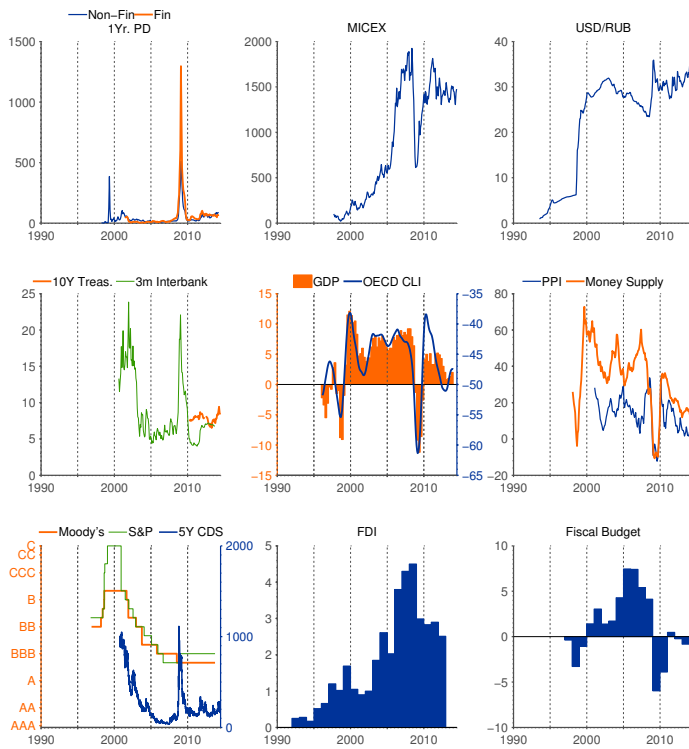 Non−Fin Fin
1Yr. PD
MICEX
USD/RUB
1500
1000
500
0
1990 2000 2010
2000
1500
1000
500
0
1990 2000 2010
40
30
20
10
0
1990 2000 2010
10Y Treas. 3m Interbank
GDP OECD CLI
PPI Money Supply
25
20
15
10
5
0
1990 2000 2010
15
10
5
0
−5
−10
−15
−35
−40
−45
−50
−55
−60
−65
1990 2000 2010
80
60
40
20
0
−20
1990 2000 2010
Moody's S&P 5Y CDS
FDI
Fiscal Budget
C
CC
CCC
B
BB
BBB
A
AA
AAA
2000
1000
0
1990 2000 2010
5
4
3
2
1
0
1990 2000 2010
10
5
0
−5
−10
1990 2000 2010